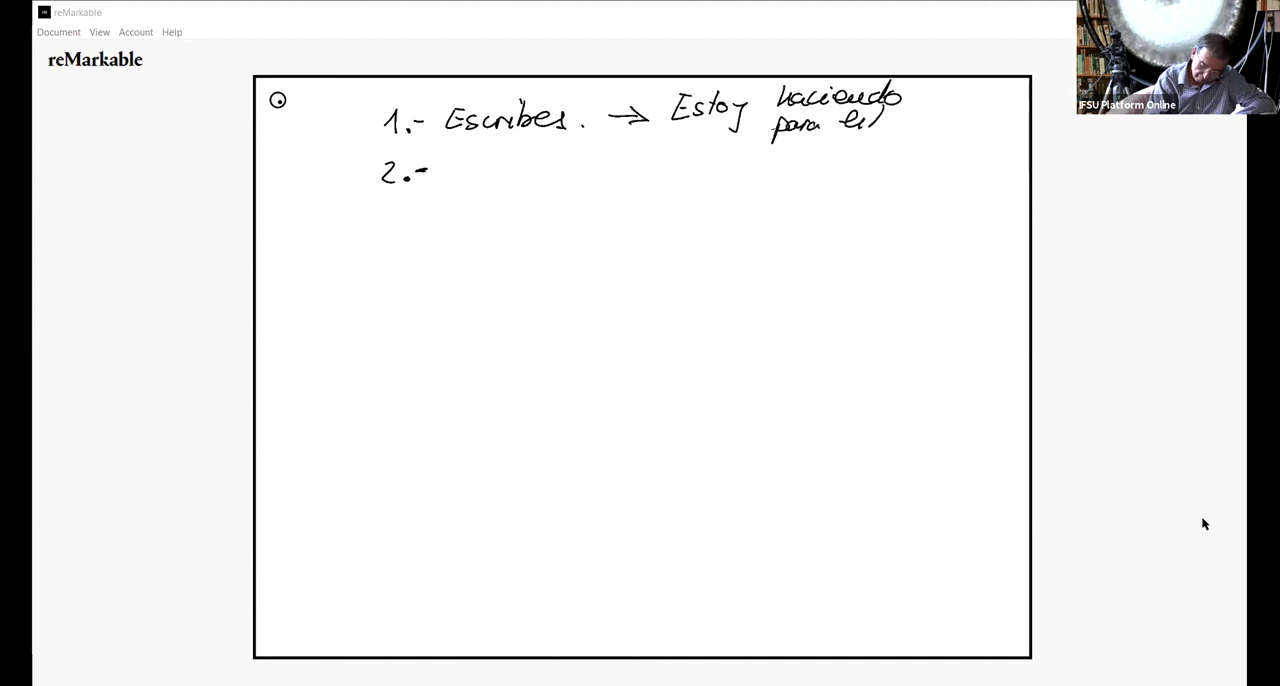 reMarkable
Document View Account Help
reMarkable
IFSU Platform Online
1.- Escribes. → Estoy haciendo
para el
2.-